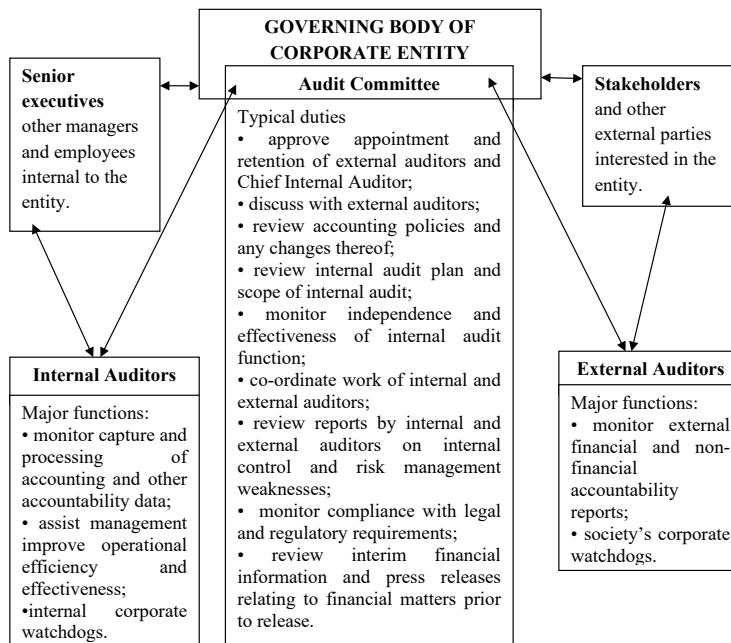 GOVERNING BODY OF
CORPORATE ENTITY
Senior
executives
other managers
and employees
internal to the
entity.
Audit Committee
Typical duties
• approve appointment and
retention of external auditors and
Chief Internal Auditor;
• discuss with external auditors;
• review accounting policies and
any changes thereof;
• review internal audit plan and
scope of internal audit;
• monitor independence and
effectiveness of internal audit
function;
• co-ordinate work of internal and
external auditors;
• review reports by internal and
external auditors on internal
control and risk management
weaknesses;
• monitor compliance with legal
and regulatory requirements;
• review interim financial
information and press releases
relating to financial matters prior
to release.
Stakeholders
and other
external parties
interested in the
entity.
Internal Auditors
Major functions:
• monitor capture and
processing of
accounting and other
accountability data;
• assist management
improve operational
efficiency and
effectiveness;
•internal corporate
watchdogs.
External Auditors
Major functions:
• monitor external
financial and non-
financial
accountability
reports;
• society's corporate
watchdogs.